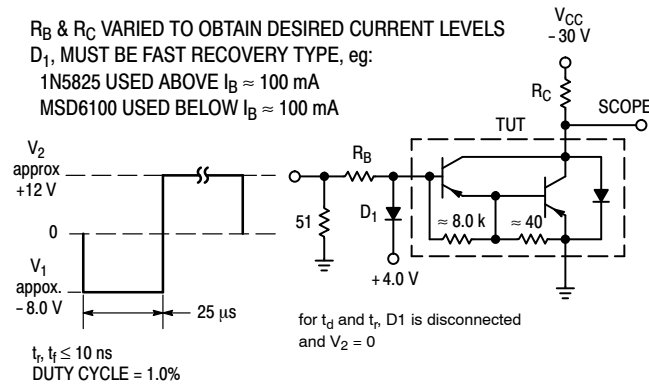 R_B & R_C VARIED TO OBTAIN DESIRED CURRENT LEVELS
D_1, MUST BE FAST RECOVERY TYPE, eg:
1N5825 USED ABOVE I_B ≈ 100 mA
MSD6100 USED BELOW I_B ≈ 100 mA
V_CC
- 30 V
R_C
SCOPE
TUT
V_2
approx
+12 V
0
V_1
appox.
- 8.0 V
25 μs
t_r, t_f ≤ 10 ns
DUTY CYCLE = 1.0%
R_B
51
D_1
+ 4.0 V
≈ 8.0 k
≈ 40
for t_d and t_r, D1 is disconnected
and V_2 = 0